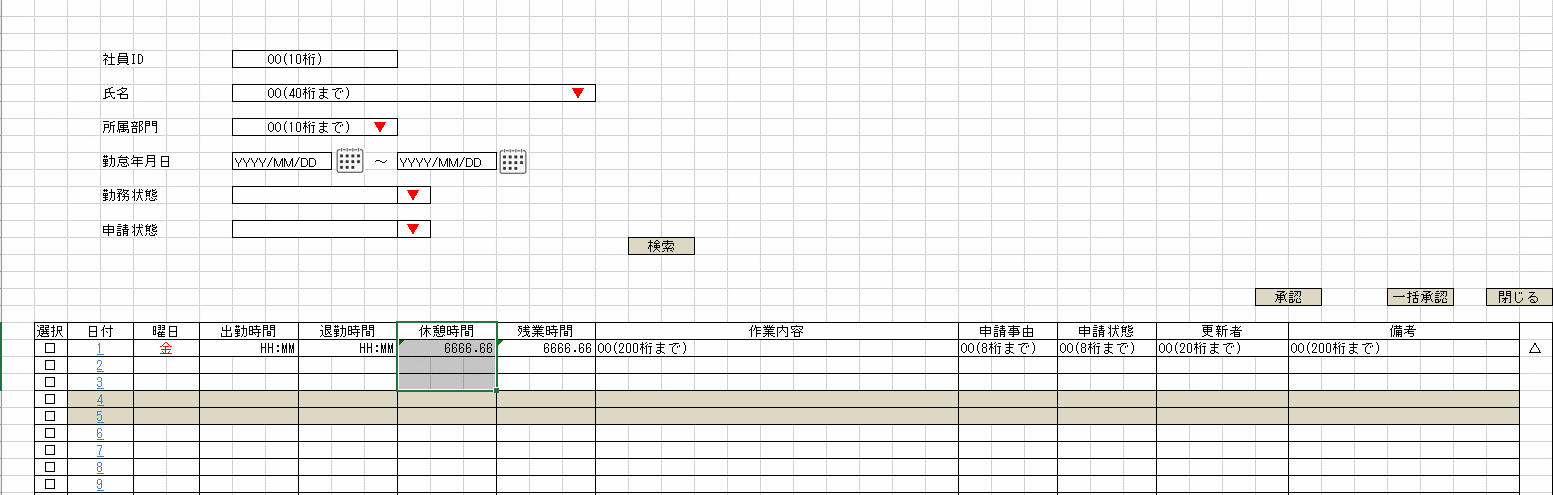 社員ID 00(10桁)
氏名 00(40桁まで) ▼
所属部門 00(10桁まで) ▼
勤怠年月日 YYYY/MM/DD ～ YYYY/MM/DD
勤務状態 ▼
申請状態 ▼
検索
承認 一括承認 閉じる
選択 日付 曜日 出勤時間 退勤時間 休憩時間 残業時間 作業内容 申請事由 申請状態 更新者 備考
□ 1 金 HH:MM HH:MM 6666.66 6666.66 00(200桁まで) 00(8桁まで) 00(8桁まで) 00(20桁まで) 00(200桁まで) △
□ 2
□ 3
□ 4
□ 5
□ 6
□ 7
□ 8
□ 9